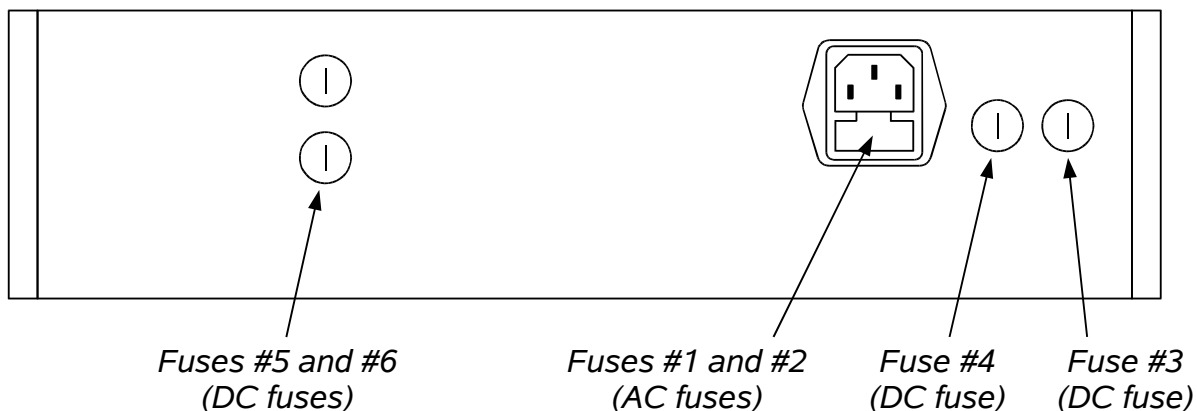 Fuses #5 and #6
(DC fuses)
Fuses #1 and #2
(AC fuses)
Fuse #4
(DC fuse)
Fuse #3
(DC fuse)